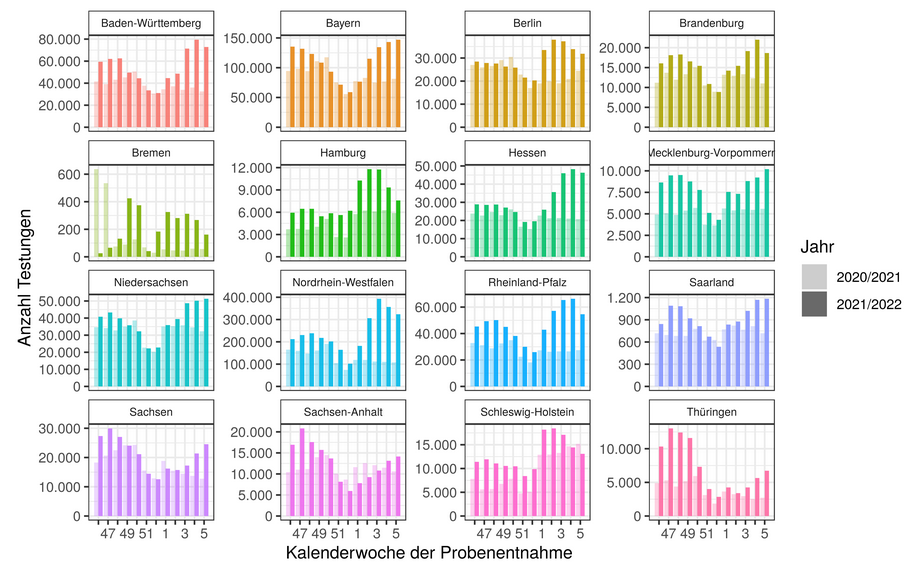 Baden-Württemberg Bayern Berlin Brandenburg
80.000 150.000
60.000 100.000 30.000 20.000
40.000 50.000 20.000 15.000
20.000 10.000 10.000
5.000
0 0 0 0
Bremen Hamburg Hessen Mecklenburg-Vorpommern
600 12.000 50.000 10.000
400 9.000 40.000 7.500
200 6.000 30.000 5.000
3.000 20.000 2.500
0 0 10.000 0
0
Niedersachsen Nordrhein-Westfalen Rheinland-Pfalz Saarland
50.000 400.000 60.000 1.200
40.000 300.000 40.000 900
30.000 200.000 20.000 600
20.000 100.000 300
10.000
0 0 0 0
Sachsen Sachsen-Anhalt Schleswig-Holstein Thüringen
30.000 20.000 15.000 10.000
20.000 15.000 10.000 5.000
10.000 10.000 5.000
5.000
0 0 0 0
47 49 51 1 3 5 47 49 51 1 3 5 47 49 51 1 3 5 47 49 51 1 3 5
Kalenderwoche der Probenentnahme
Anzahl Testungen
Jahr
2020/2021
2021/2022